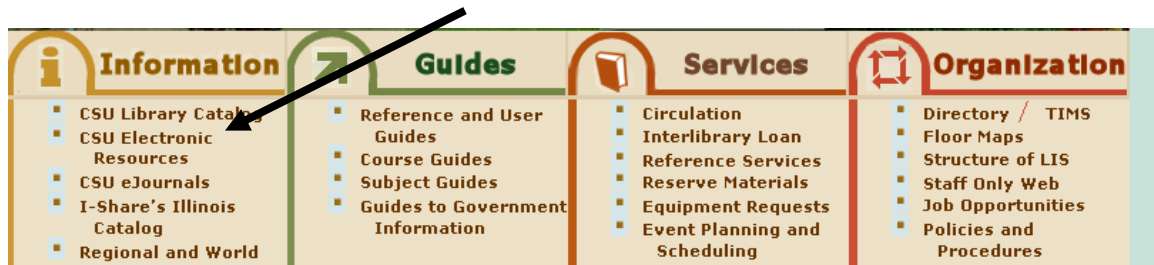 Information
CSU Library Catalog
CSU Electronic
Resources
CSU eJournals
I-Share's Illinois
Catalog
Regional and World
Guides
Reference and User
Guides
Course Guides
Subject Guides
Guides to Government
Information
Services
Circulation
Interlibrary Loan
Reference Services
Reserve Materials
Equipment Requests
Event Planning and
Scheduling
Organization
Directory / TIMS
Floor Maps
Structure of LIS
Staff Only Web
Job Opportunities
Policies and
Procedures